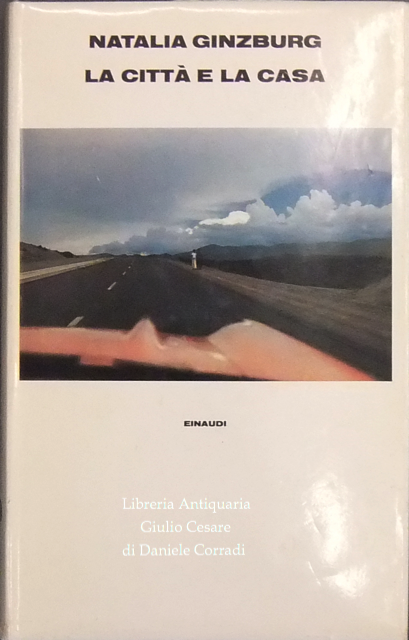 NATALIA GINZBURG
LA CITTÀ E LA CASA
EINAUDI
Libreria Antiquaria
Giulio Cesare
di Daniele Corradi